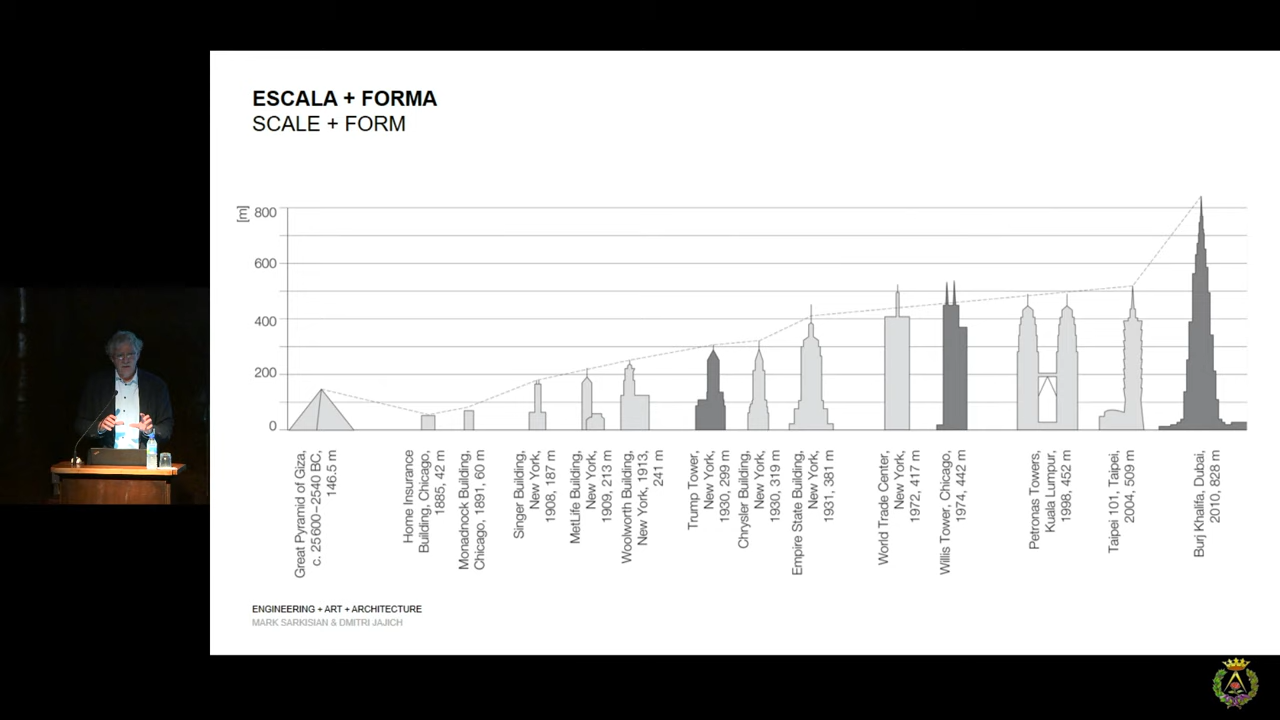 ESCALA + FORMA
SCALE + FORM
[m]
800
600
400
200
0
Great Pyramid of Giza,
c. 25600–2540 BC,
146.5 m
Home Insurance
Building, Chicago,
1885, 42 m
Monadnock Building,
Chicago, 1891, 60 m
Singer Building,
New York,
1908, 187 m
MetLife Building,
New York,
1909, 213 m
Woolworth Building,
New York, 1913,
241 m
Trump Tower,
New York,
1930, 299 m
Chrysler Building,
New York,
1930, 319 m
Empire State Building,
New York,
1931, 381 m
World Trade Center,
New York,
1972, 417 m
Willis Tower, Chicago,
1974, 442 m
Petronas Towers,
Kuala Lumpur,
1998, 452 m
Taipei 101, Taipei,
2004, 509 m
Burj Khalifa, Dubai,
2010, 828 m
ENGINEERING + ART + ARCHITECTURE
MARK SARKISIAN & DMITRI JAJICH